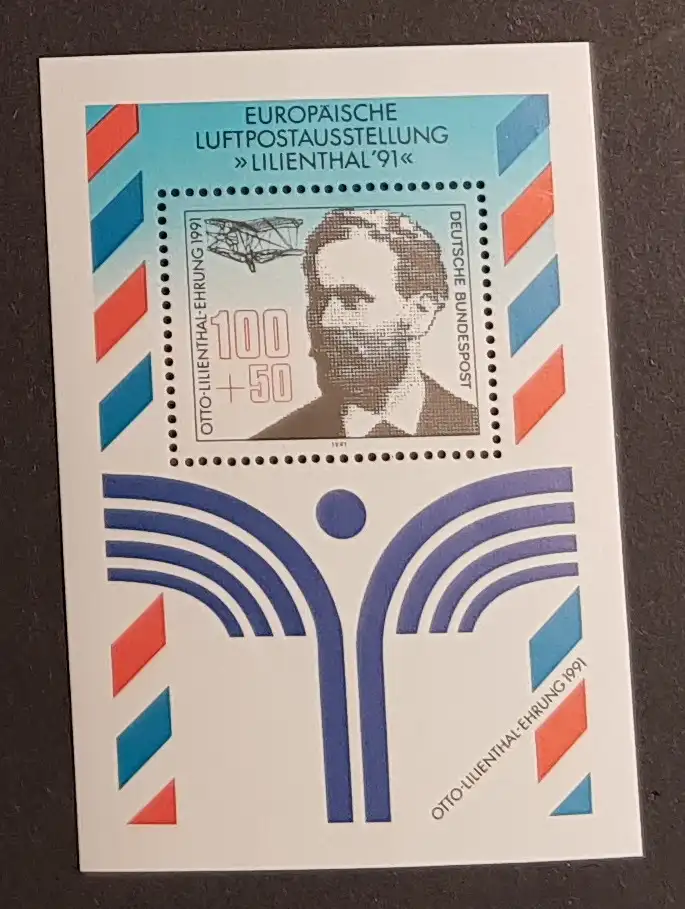 EUROPÄISCHE
LUFTPOSTAUSSTELLUNG
»LILIENTHAL'91«
OTTO-LILIENTHAL-EHRUNG 1991
100
+50
DEUTSCHE BUNDESPOST
1991
OTTO-LILIENTHAL-EHRUNG 1991